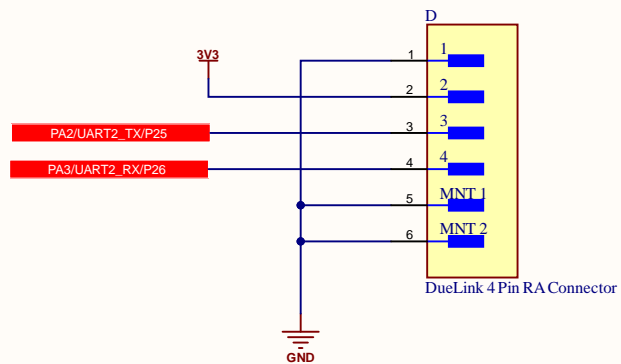 D
3V3
1 1
2 2
PA2/UART2_TX/P25 3 3
PA3/UART2_RX/P26 4 4
5 MNT 1
6 MNT 2
DueLink 4 Pin RA Connector
GND